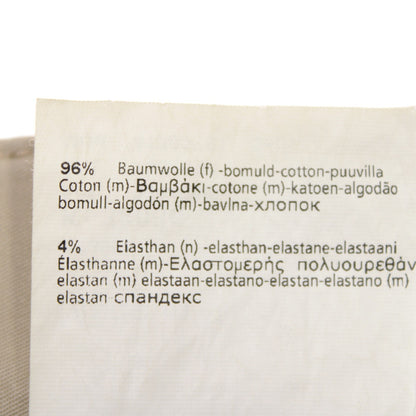 96% Baumwolle (f) -bomuld-cotton-puuvilla
Coton (m)-Βαμβάκι-cotone (m)-katoen-algodão
bomull-algodón (m)-bavlna-хлопок
4% Elasthan (n) -elasthan-elastane-elastaani
Élasthanne (m)-Ελαστομερής πολυουρεθάν
elastan (m) elastaan-elastano-elastan-elastano (m)
elastan спандекс